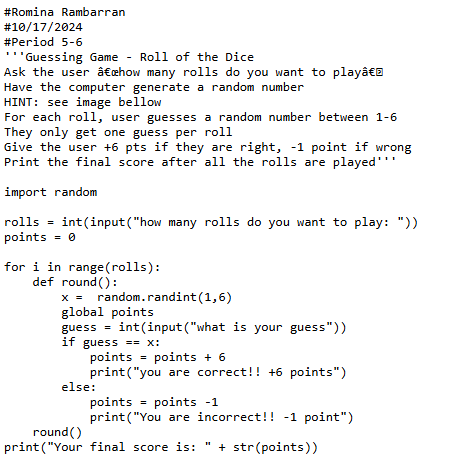 #Romina Rambarran
#10/17/2024
#Period 5-6
'''Guessing Game - Roll of the Dice
Ask the user â€œhow many rolls do you want to playâ€
Have the computer generate a random number
HINT: see image bellow
For each roll, user guesses a random number between 1-6
They only get one guess per roll
Give the user +6 pts if they are right, -1 point if wrong
Print the final score after all the rolls are played'''

import random

rolls = int(input("how many rolls do you want to play: "))
points = 0

for i in range(rolls):
    def round():
        x =  random.randint(1,6)
        global points
        guess = int(input("what is your guess"))
        if guess == x:
            points = points + 6
            print("you are correct!! +6 points")
        else:
            points = points -1
            print("You are incorrect!! -1 point")
    round()
print("Your final score is: " + str(points))